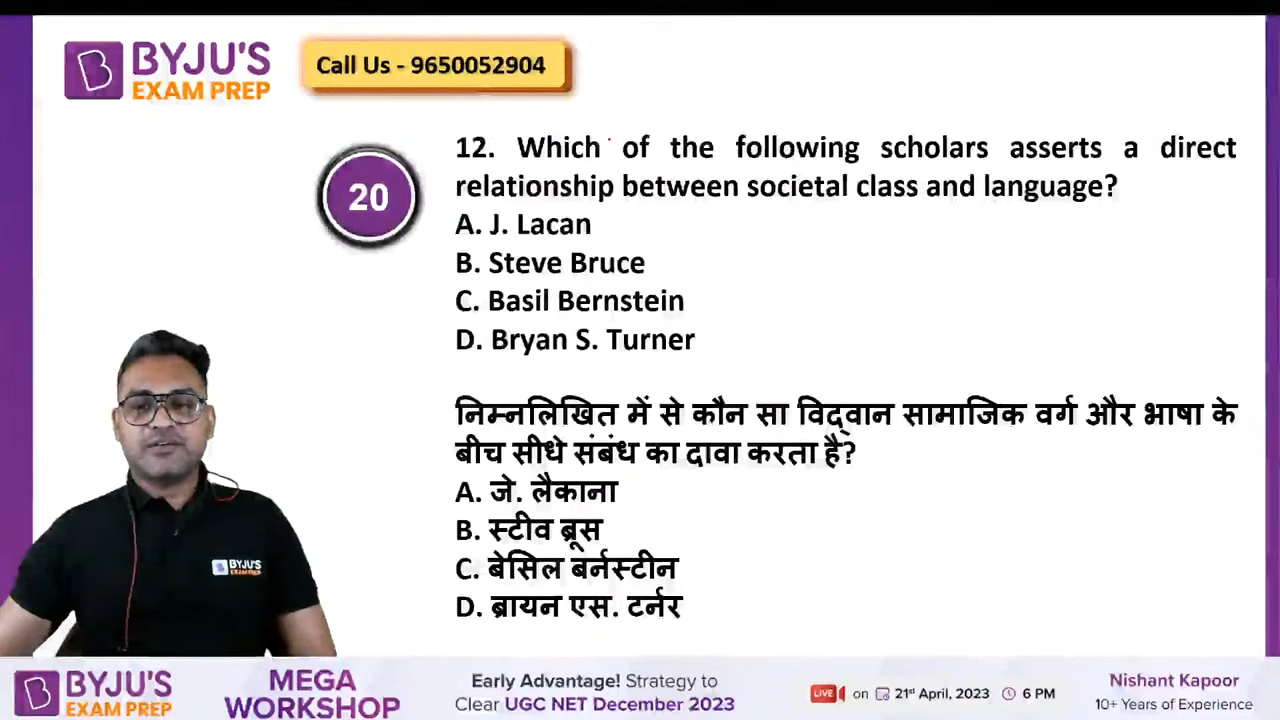 BYJU'S
EXAM PREP
Call Us - 9650052904
20
12. Which of the following scholars asserts a direct
relationship between societal class and language?
A. J. Lacan
B. Steve Bruce
C. Basil Bernstein
D. Bryan S. Turner
निम्नलिखित में से कौन सा विद्वान सामाजिक वर्ग और भाषा के
बीच सीधे संबंध का दावा करता है?
A. जे. लैकाना
B. स्टीव ब्रूस
C. बेसिल बर्नस्टीन
D. ब्रायन एस. टर्नर
BYJU'S
EXAM PREP
BYJU'S
EXAM PREP
MEGA
WORKSHOP
Early Advantage! Strategy to
Clear UGC NET December 2023
LIVE on 21st April, 2023 6 PM
Nishant Kapoor
10+ Years of Experience